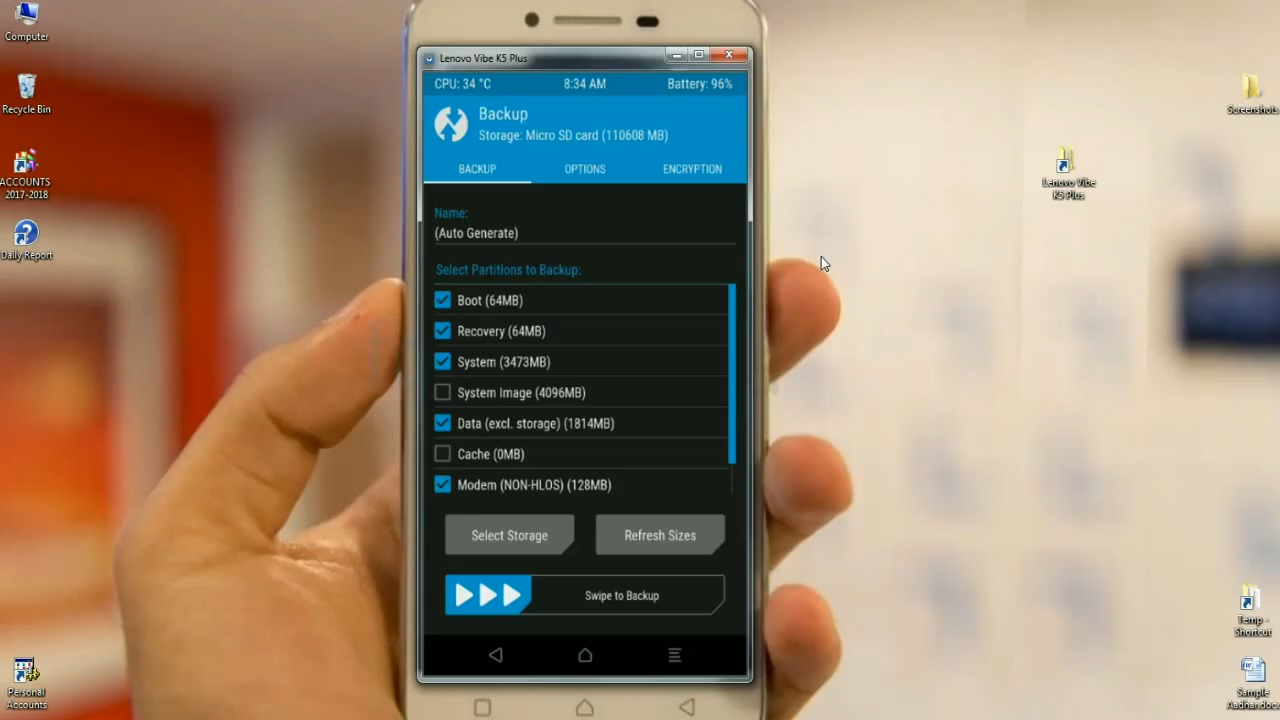 Computer
Recycle Bin
ACCOUNTS
2017-2018
Daily Report
Personal
Accounts
Lenovo Vibe K5 Plus
CPU: 34 °C
8:34 AM
Battery: 96%
Backup
Storage: Micro SD card (110608 MB)
BACKUP
OPTIONS
ENCRYPTION
Name:
(Auto Generate)
Select Partitions to Backup:
Boot (64MB)
Recovery (64MB)
System (3473MB)
System Image (4096MB)
Data (excl. storage) (1814MB)
Cache (0MB)
Modem (NON-HLOS) (128MB)
Select Storage
Refresh Sizes
Swipe to Backup
Screenshots
Lenovo Vibe
K5 Plus
Temp -
Shortcut
Sample
Aadhar.docx